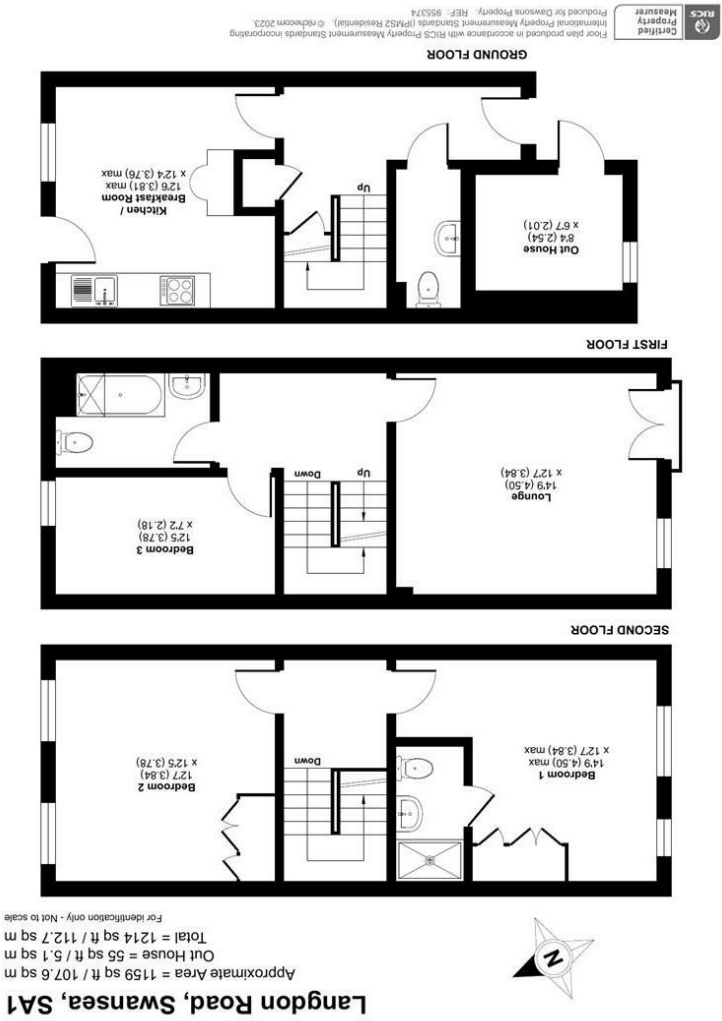 Langdon Road, Swansea, SA1
Approximate Area = 1159 sq ft / 107.6 sq m
Out House = 55 sq ft / 5.1 sq m
Total = 1214 sq ft / 112.7 sq m
For identification only - Not to scale
N
Bedroom 1
14'9 (4.50) max
x 12'7 (3.84) max
Down
Bedroom 2
12'7 (3.84)
x 12'5 (3.78)
SECOND FLOOR
Lounge
14'9 (4.50)
x 12'7 (3.84)
Up
Down
Bedroom 3
12'5 (3.78)
x 7'2 (2.18)
FIRST FLOOR
Out House
8'4 (2.54)
x 6'7 (2.01)
Up
Kitchen /
Breakfast Room
12'6 (3.81) max
x 12'4 (3.76) max
GROUND FLOOR
RICS
Certified
Property
Measurer
Floor plan produced in accordance with RICS Property Measurement Standards incorporating
International Property Measurement Standards (IPMS2 Residential). © nichecom 2023.
Produced for Dawsons Property. REF: 955374